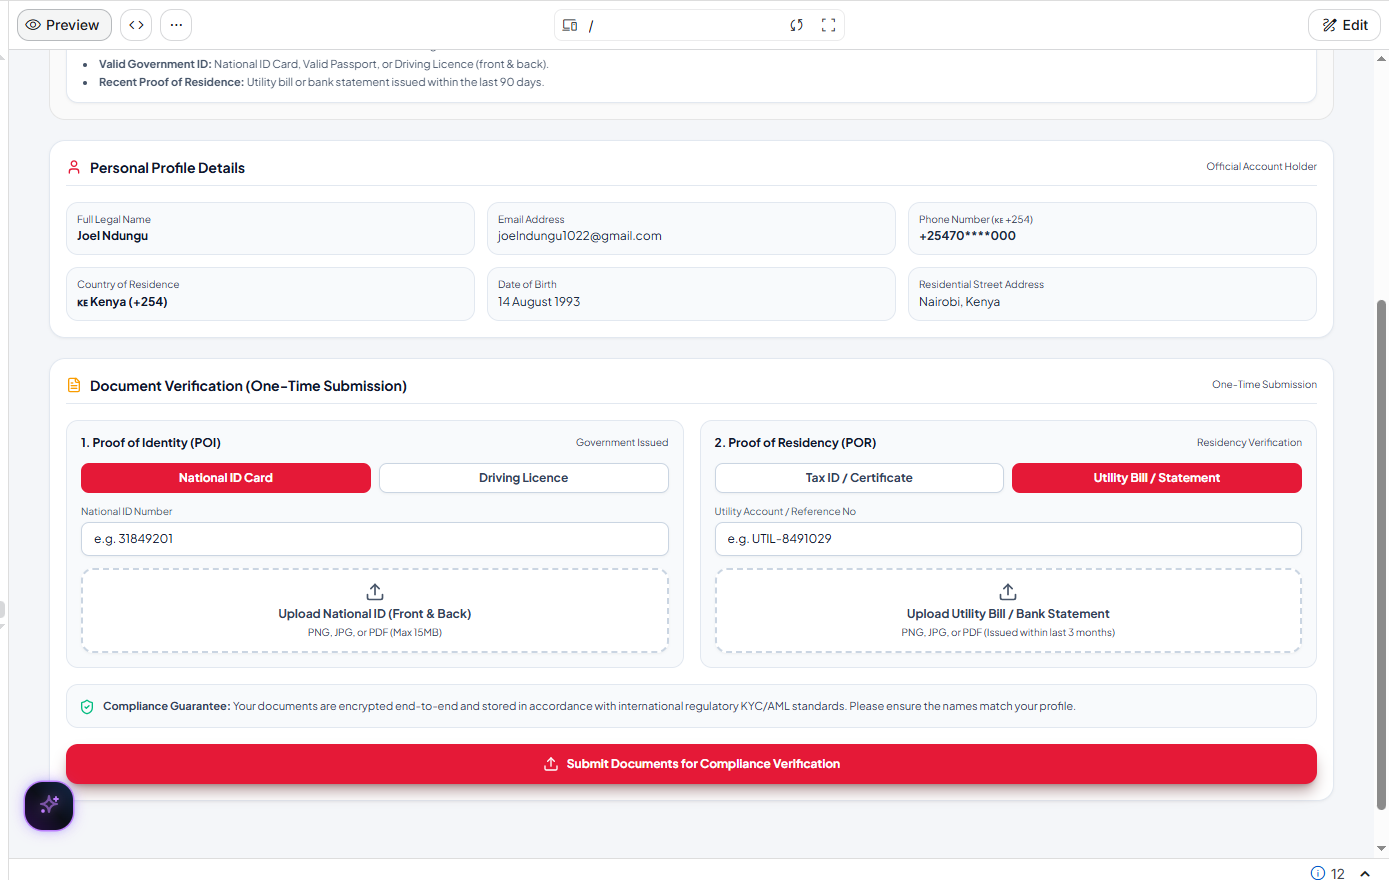 Preview
/
Edit
Valid Government ID: National ID Card, Valid Passport, or Driving Licence (front & back).
Recent Proof of Residence: Utility bill or bank statement issued within the last 90 days.
Personal Profile Details
Official Account Holder
Full Legal Name
Joel Ndungu
Email Address
joelndungu1022@gmail.com
Phone Number (KE +254)
+25470****000
Country of Residence
KE Kenya (+254)
Date of Birth
14 August 1993
Residential Street Address
Nairobi, Kenya
Document Verification (One-Time Submission)
One-Time Submission
1. Proof of Identity (POI)
Government Issued
National ID Card
Driving Licence
National ID Number
e.g. 31849201
Upload National ID (Front & Back)
PNG, JPG, or PDF (Max 15MB)
2. Proof of Residency (POR)
Residency Verification
Tax ID / Certificate
Utility Bill / Statement
Utility Account / Reference No
e.g. UTIL-8491029
Upload Utility Bill / Bank Statement
PNG, JPG, or PDF (Issued within last 3 months)
Compliance Guarantee: Your documents are encrypted end-to-end and stored in accordance with international regulatory KYC/AML standards. Please ensure the names match your profile.
Submit Documents for Compliance Verification
12